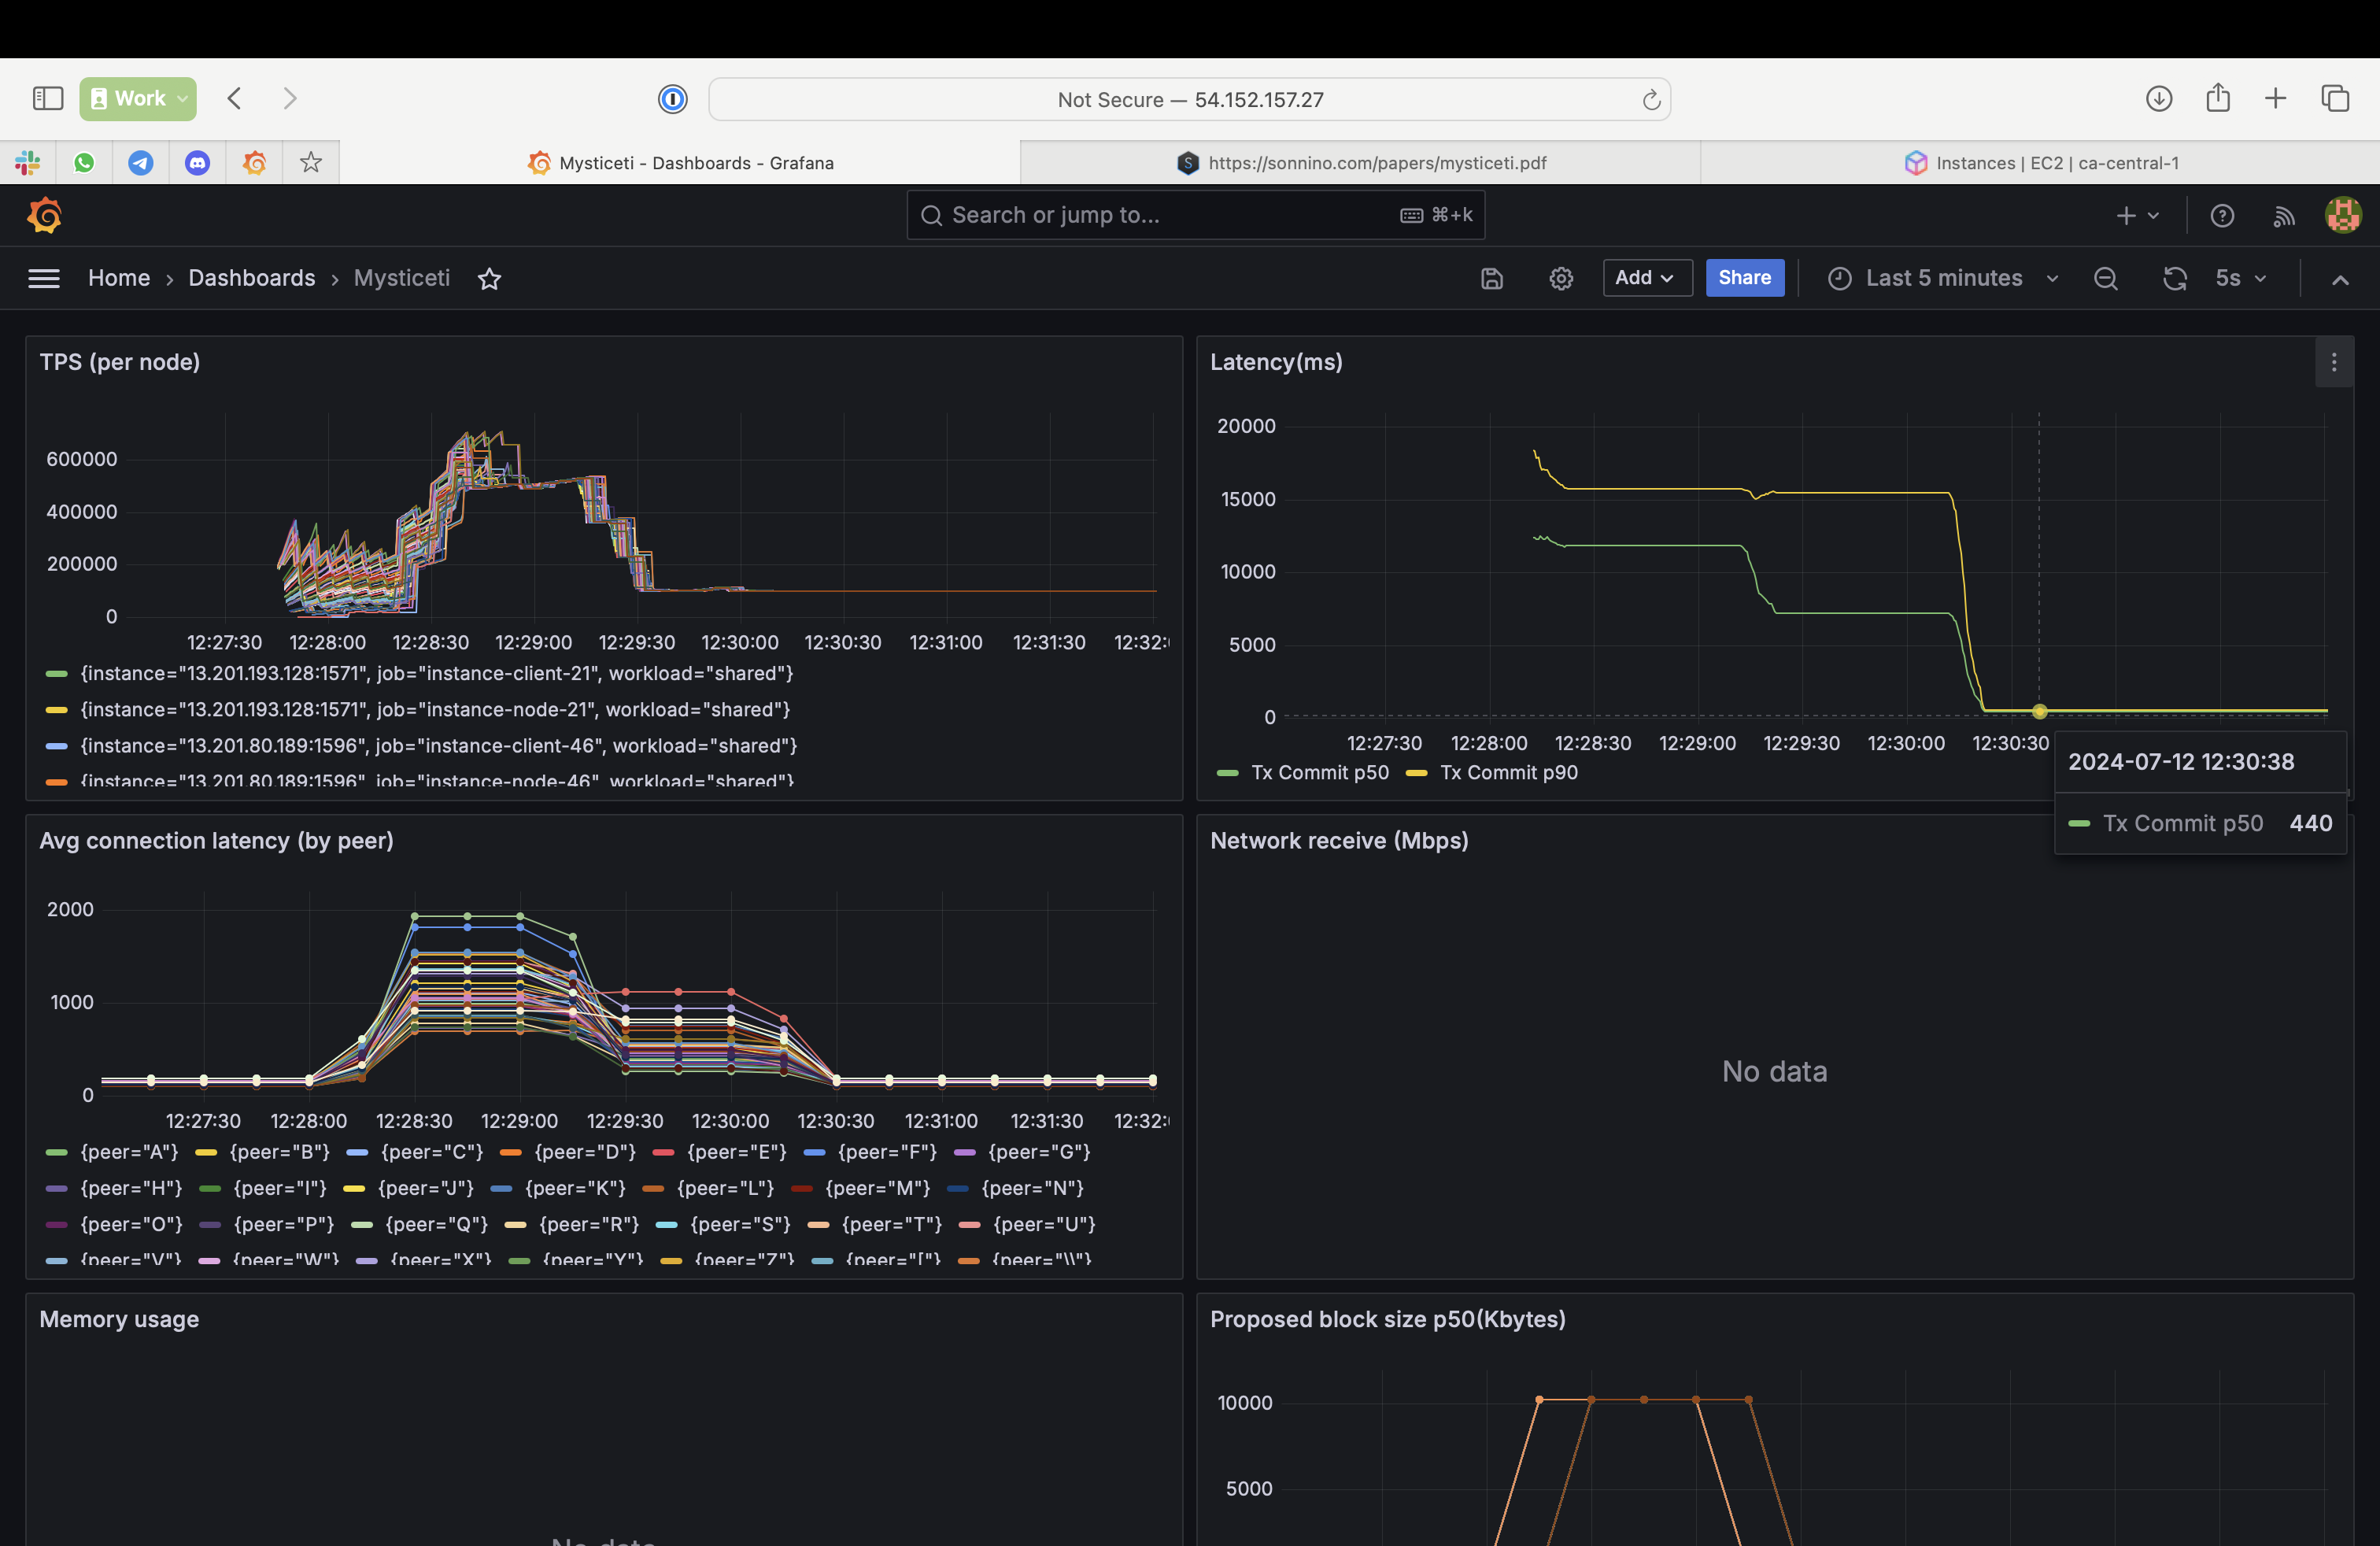 Work
Not Secure — 54.152.157.27
Mysticeti - Dashboards - Grafana
https://sonnino.com/papers/mysticeti.pdf
Instances | EC2 | ca-central-1
Search or jump to...
⌘+k
Home › Dashboards › Mysticeti
Add
Share
Last 5 minutes
5s
TPS (per node)
600000
400000
200000
0
12:27:30 12:28:00 12:28:30 12:29:00 12:29:30 12:30:00 12:30:30 12:31:00 12:31:30 12:32:
{instance="13.201.193.128:1571", job="instance-client-21", workload="shared"}
{instance="13.201.193.128:1571", job="instance-node-21", workload="shared"}
{instance="13.201.80.189:1596", job="instance-client-46", workload="shared"}
{instance="13.201.80.189:1596", job="instance-node-46", workload="shared"}
Latency(ms)
20000
15000
10000
5000
0
12:27:30 12:28:00 12:28:30 12:29:00 12:29:30 12:30:00 12:30:30
Tx Commit p50 Tx Commit p90
2024-07-12 12:30:38
Tx Commit p50 440
Avg connection latency (by peer)
2000
1000
0
12:27:30 12:28:00 12:28:30 12:29:00 12:29:30 12:30:00 12:30:30 12:31:00 12:31:30 12:32:
{peer="A"} {peer="B"} {peer="C"} {peer="D"} {peer="E"} {peer="F"} {peer="G"}
{peer="H"} {peer="I"} {peer="J"} {peer="K"} {peer="L"} {peer="M"} {peer="N"}
{peer="O"} {peer="P"} {peer="Q"} {peer="R"} {peer="S"} {peer="T"} {peer="U"}
{peer="V"} {peer="W"} {peer="X"} {peer="Y"} {peer="Z"} {peer="["} {peer="\\"}
Network receive (Mbps)
No data
Memory usage
No data
Proposed block size p50(Kbytes)
10000
5000